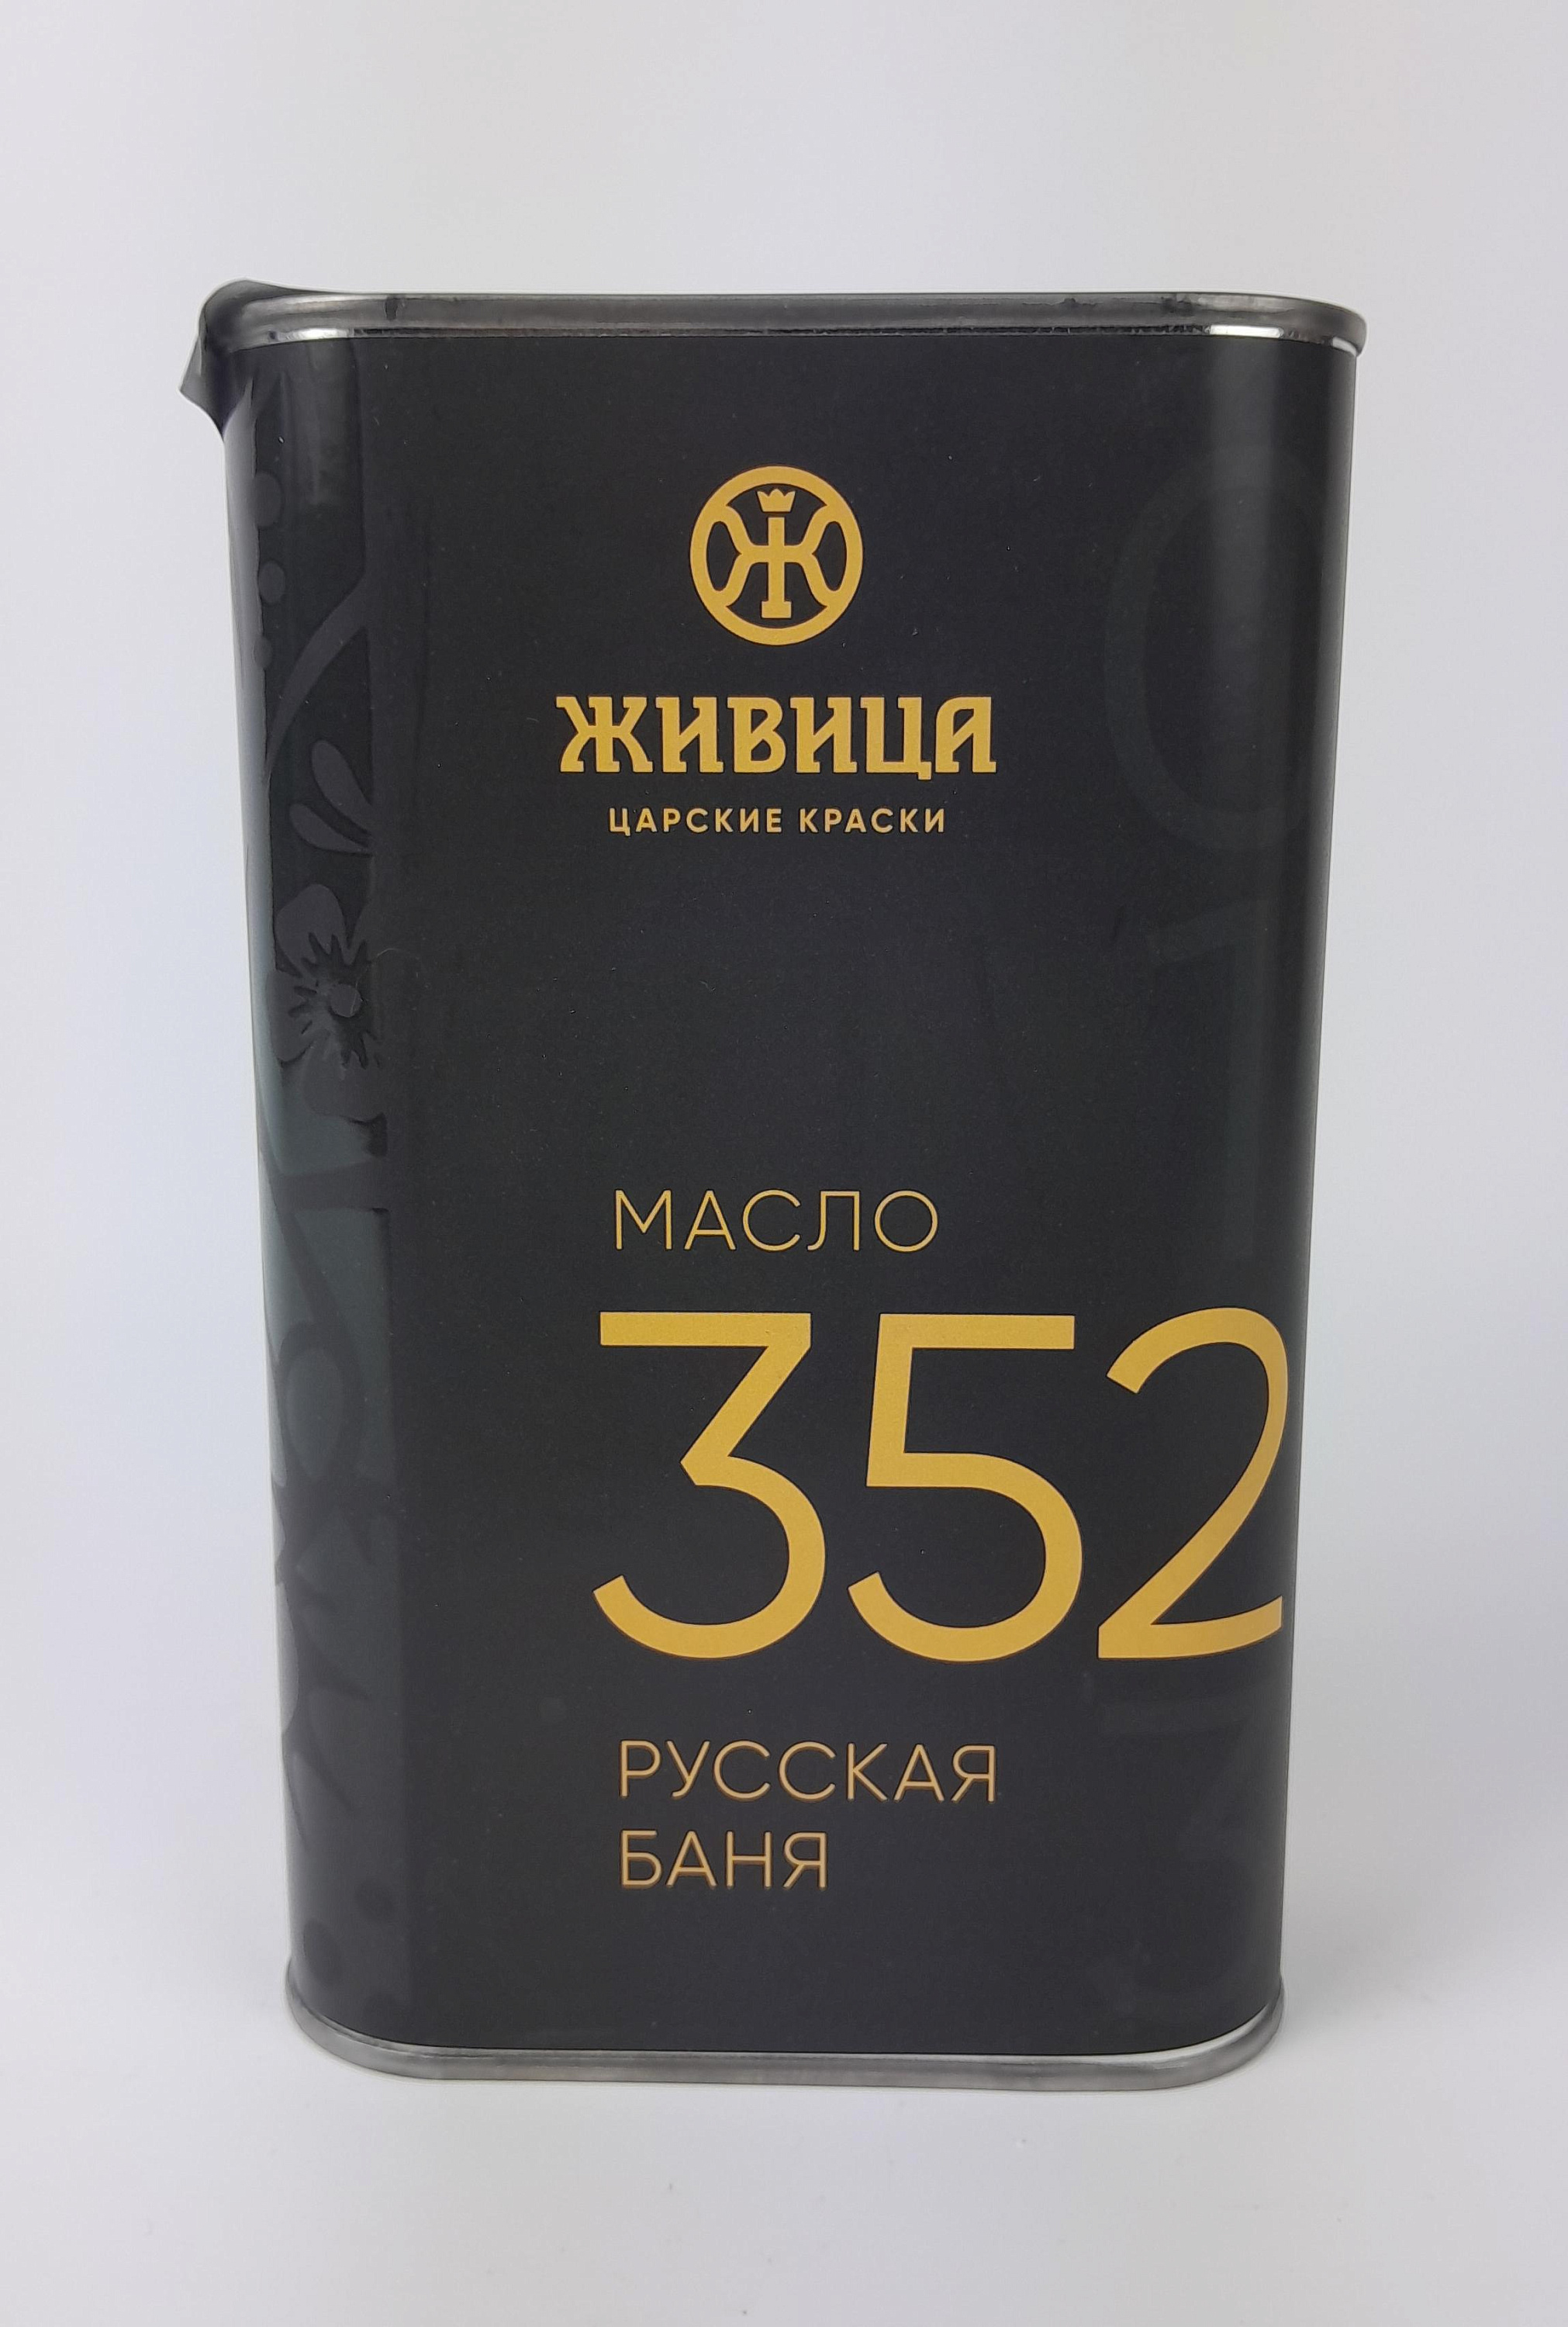 ЖИВИЦА
ЦАРСКИЕ КРАСКИ
МАСЛО
352
РУССКАЯ
БАНЯ